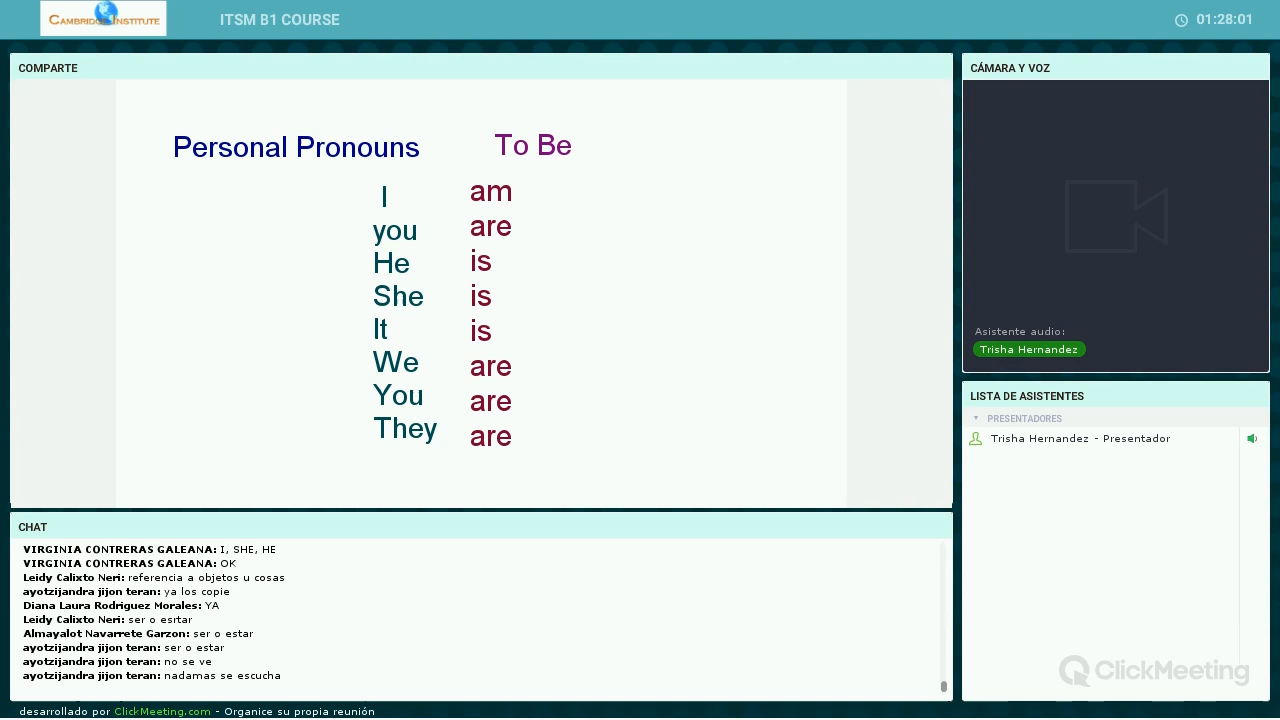 CAMBRIDGE INSTITUTE
ITSM B1 COURSE
01:28:01
COMPARTE
Personal Pronouns To Be
I am
you are
He is
She is
It is
We are
You are
They are
CHAT
VIRGINIA CONTRERAS GALEANA: I, SHE, HE
VIRGINIA CONTRERAS GALEANA: OK
Leidy Calixto Neri: referencia a objetos u cosas
ayotzijandra jijon teran: ya los copie
Diana Laura Rodriguez Morales: YA
Leidy Calixto Neri: ser o esrtar
Almayalot Navarrete Garzon: ser o estar
ayotzijandra jijon teran: ser o estar
ayotzijandra jijon teran: no se ve
ayotzijandra jijon teran: nadamas se escucha
CÁMARA Y VOZ
Asistente audio:
Trisha Hernandez
LISTA DE ASISTENTES
PRESENTADORES
Trisha Hernandez - Presentador
ClickMeeting
desarrollado por ClickMeeting.com - Organice su propia reunión